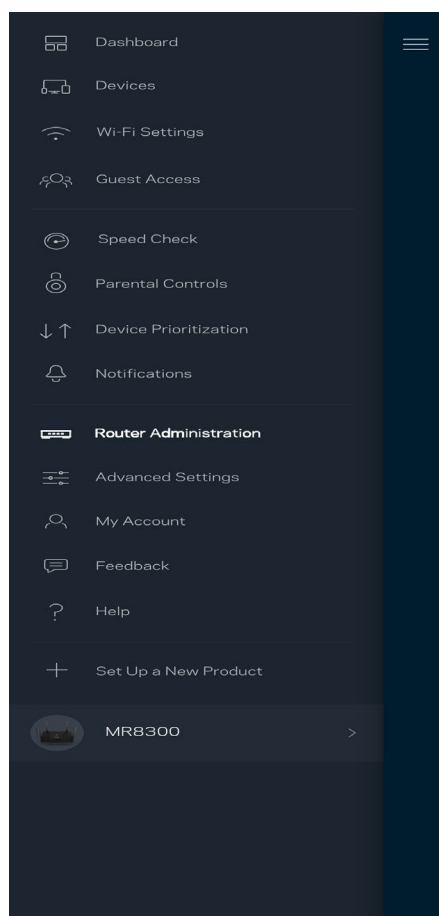 Dashboard
Devices
Wi-Fi Settings
Guest Access
Speed Check
Parental Controls
Device Prioritization
Notifications
Router Administration
Advanced Settings
My Account
Feedback
Help
Set Up a New Product
MR8300